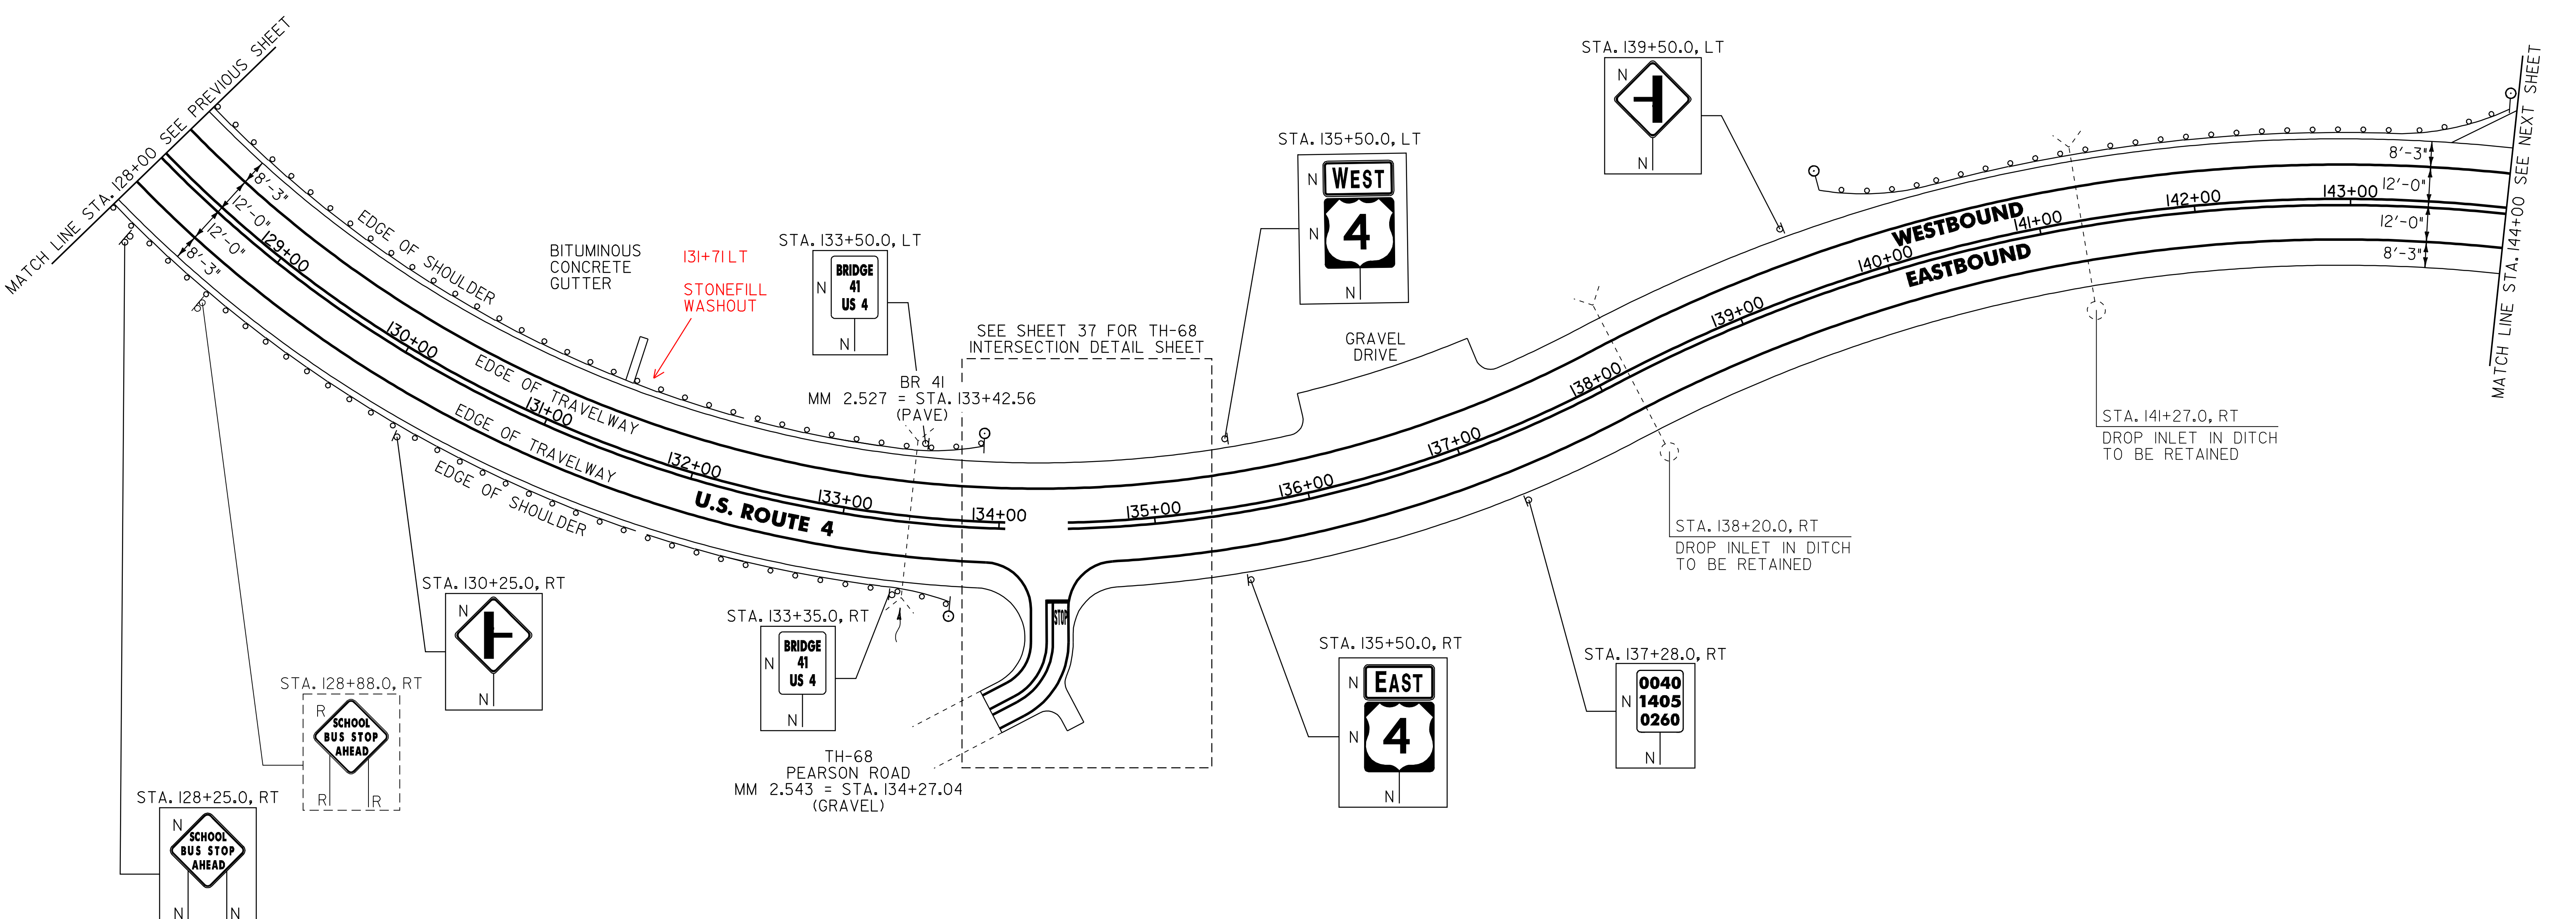 MATCH LINE STA. 128+00 SEE PREVIOUS SHEET
8'-3"
12'-0"
12'-0"
8'-3"
129+00
EDGE OF SHOULDER
BITUMINOUS
CONCRETE
GUTTER
131+71 LT
STONEFILL
WASHOUT
130+00
EDGE OF TRAVELWAY
131+00
EDGE OF TRAVELWAY
EDGE OF SHOULDER
132+00
U.S. ROUTE 4
133+00
134+00
STA. 133+50.0, LT
BRIDGE
41
US 4
N
N
BR 41
MM 2.527 = STA. 133+42.56
(PAVE)
SEE SHEET 37 FOR TH-68
INTERSECTION DETAIL SHEET
135+00
STOP
STA. 135+50.0, LT
N
WEST
N
4
N
GRAVEL
DRIVE
136+00
137+00
138+00
139+00
STA. 139+50.0, LT
N
N
WESTBOUND
140+00
141+00
EASTBOUND
142+00
143+00
8'-3"
12'-0"
12'-0"
8'-3"
MATCH LINE STA. 144+00 SEE NEXT SHEET
STA. 141+27.0, RT
DROP INLET IN DITCH
TO BE RETAINED
STA. 138+20.0, RT
DROP INLET IN DITCH
TO BE RETAINED
STA. 130+25.0, RT
N
N
STA. 133+35.0, RT
BRIDGE
41
US 4
N
N
STA. 135+50.0, RT
N
EAST
N
4
N
STA. 137+28.0, RT
0040
1405
0260
N
N
STA. 128+88.0, RT
R
SCHOOL
BUS STOP
AHEAD
R
R
TH-68
PEARSON ROAD
MM 2.543 = STA. 134+27.04
(GRAVEL)
STA. 128+25.0, RT
N
SCHOOL
BUS STOP
AHEAD
N
N